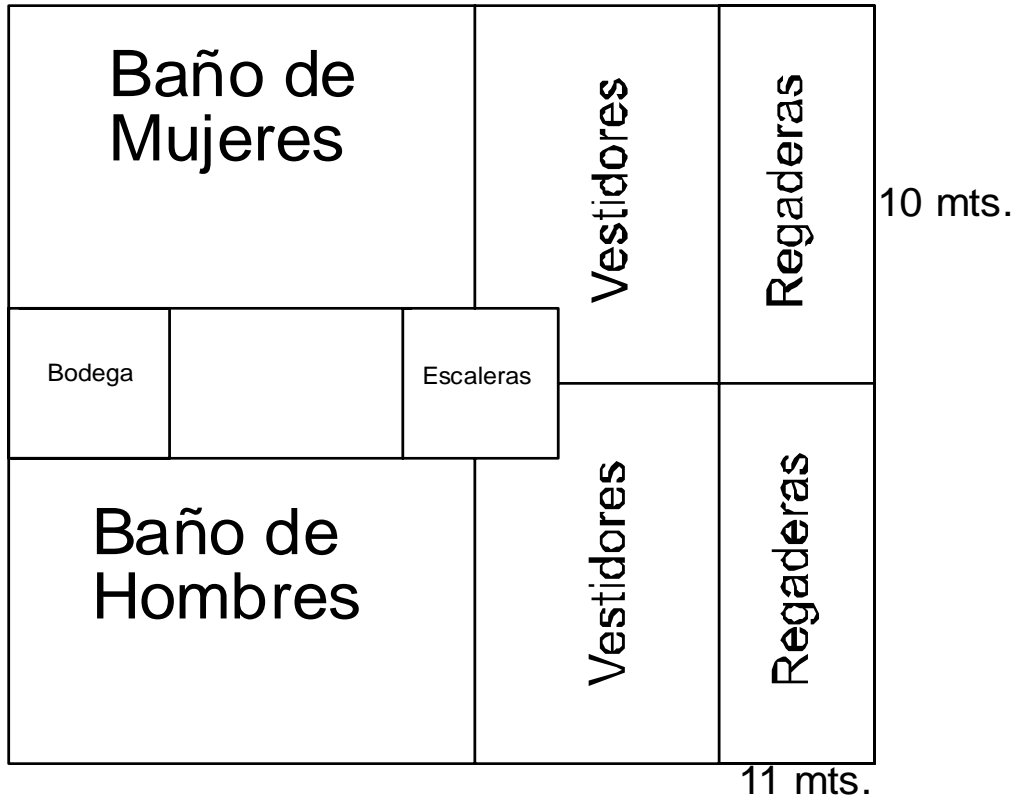 Baño de
Mujeres
Vestidores
Regaderas
10 mts.
Bodega
Escaleras
Baño de
Hombres
Vestidores
Regaderas
11 mts.